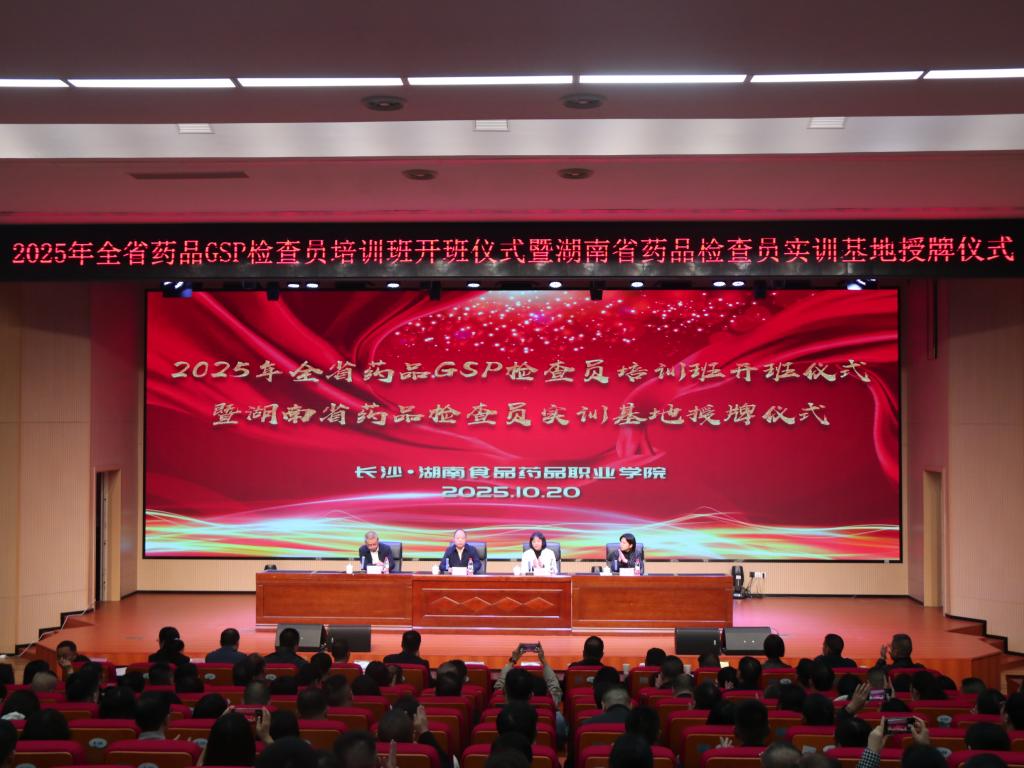 2025年全省药品GSP检查员培训班开班仪式暨湖南省药品检查员实训基地授牌仪式
2025年全省药品GSP检查员培训班开班仪式
暨湖南省药品检查员实训基地授牌仪式
长沙·湖南食品药品职业学院
2025.10.20